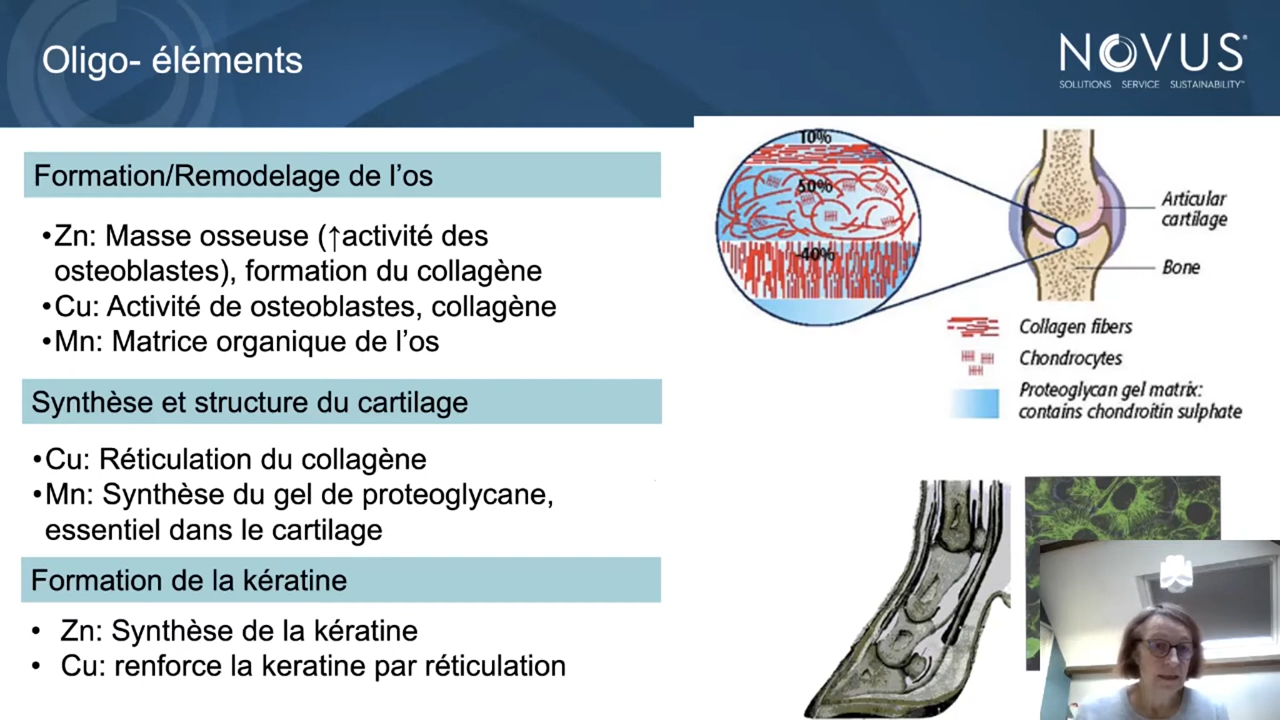 Oligo- éléments
NOVUS®
SOLUTIONS SERVICE SUSTAINABILITY™
Formation/Remodelage de l'os
•Zn: Masse osseuse (↑activité des
ostéoblastes), formation du collagène
•Cu: Activité de osteoblastes, collagène
•Mn: Matrice organique de l'os
Synthèse et structure du cartilage
•Cu: Réticulation du collagène
•Mn: Synthèse du gel de proteoglycane,
essentiel dans le cartilage
Formation de la kératine
• Zn: Synthèse de la kératine
• Cu: renforce la keratine par réticulation
10%
50%
40%
Articular
cartilage
Bone
Collagen fibers
Chondrocytes
Proteoglycan gel matrix:
contains chondroitin sulphate